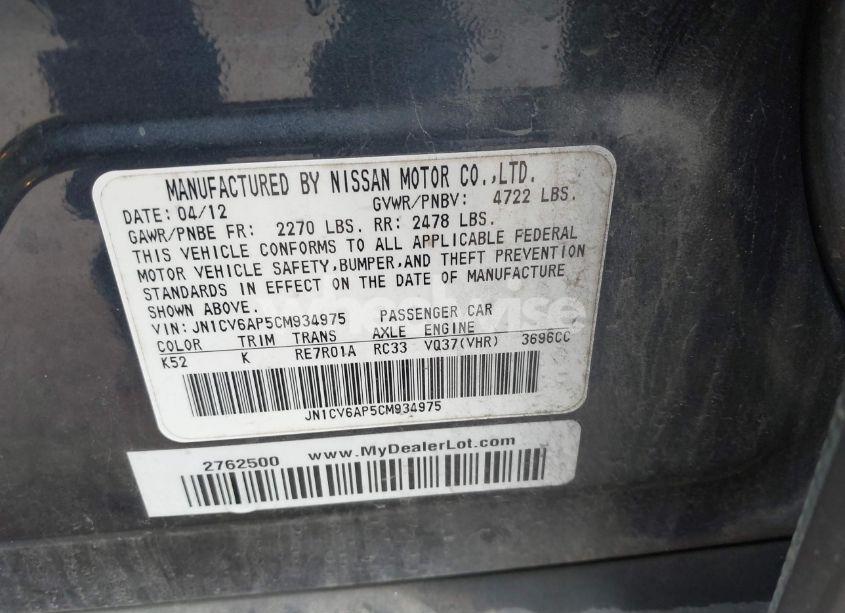 MANUFACTURED BY NISSAN MOTOR CO.,LTD.
DATE: 04/12 GVWR/PNBV: 4722 LBS.
GAWR/PNBE FR: 2270 LBS. RR: 2478 LBS.
THIS VEHICLE CONFORMS TO ALL APPLICABLE FEDERAL
MOTOR VEHICLE SAFETY,BUMPER,AND THEFT PREVENTION
STANDARDS IN EFFECT ON THE DATE OF MANUFACTURE
SHOWN ABOVE.
VIN: JN1CV6AP5CM934975 PASSENGER CAR
COLOR TRIM TRANS AXLE ENGINE
K52 K RE7R01A RC33 VQ37(VHR) 3696CC
JN1CV6AP5CM934975
2762500 www.MyDealerLot.com